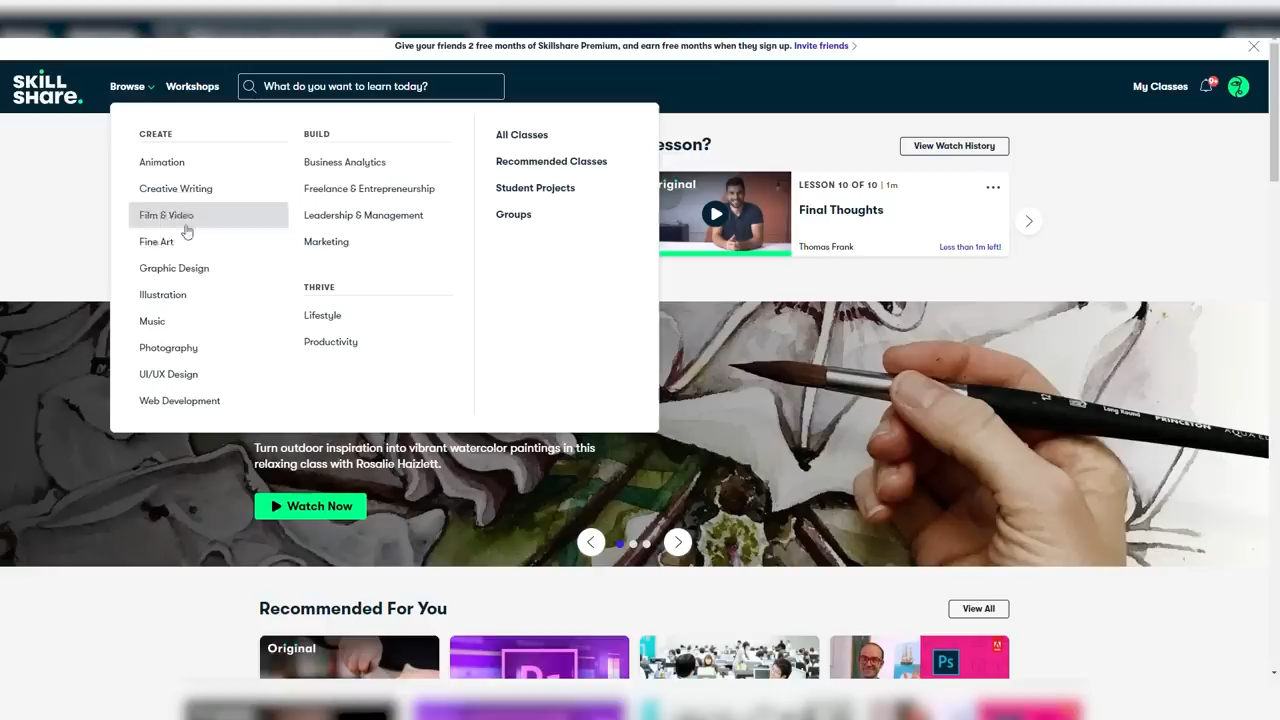 Give your friends 2 free months of Skillshare Premium, and earn free months when they sign up. Invite friends
SKILL
SHARE.
Browse
Workshops
What do you want to learn today?
My Classes
9+
CREATE
Animation
Creative Writing
Film & Video
Fine Art
Graphic Design
Illustration
Music
Photography
UI/UX Design
Web Development
BUILD
Business Analytics
Freelance & Entrepreneurship
Leadership & Management
Marketing
THRIVE
Lifestyle
Productivity
All Classes
Recommended Classes
Student Projects
Groups
esson?
View Watch History
riginal
LESSON 10 OF 10 | 1m
Final Thoughts
Thomas Frank
Less than 1m left!
Long Round
PRINCETON
Turn outdoor inspiration into vibrant watercolor paintings in this
relaxing class with Rosalie Haizlett.
Watch Now
Recommended For You
View All
Original
Pr
Ps